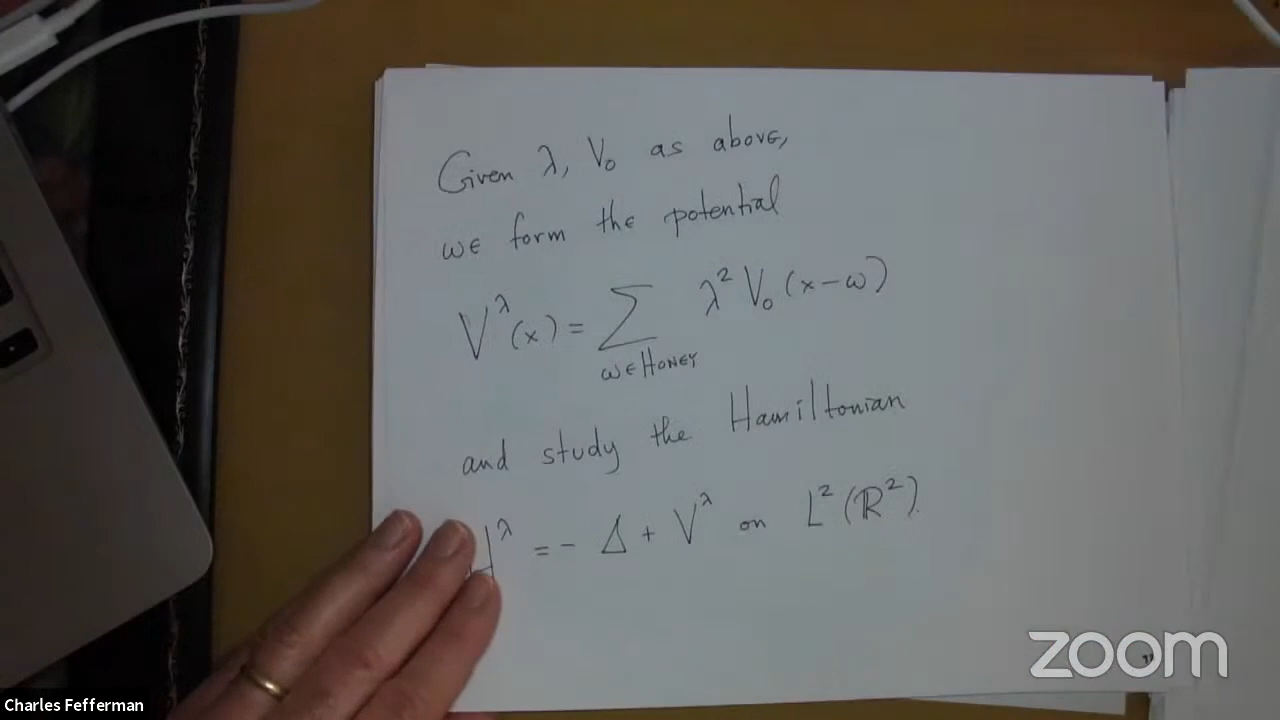 Given λ, V₀ as above,
we form the potential
V^λ(x) = ∑_{ω∈Honey} λ² V₀(x-ω)
and study the Hamiltonian
H^λ = - Δ + V^λ on L²(ℝ²).
zoom
Charles Fefferman